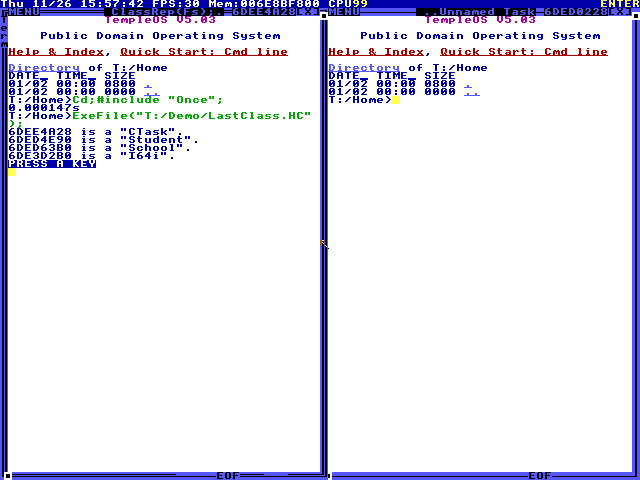 Thu 11/26 15:57:42 FPS:30 Mem:006E8BF800 CPU99 ENTER
MENU ClassRep(Fs);. 6DEE4A28[X]
TempleOS V5.03
Public Domain Operating System
Help & Index, Quick Start: Cmd line
Directory of T:/Home
DATE_ TIME_ SIZE
01/02 00:00 0800 .
01/02 00:00 0000 ..
T:/Home>Cd;#include "Once";
0.000147s
T:/Home>ExeFile("T:/Demo/LastClass.HC"
);
6DEE4A28 is a "CTask".
6DED4E90 is a "Student".
6DED63B0 is a "School".
6DE3D2B0 is a "I64i".
PRESS A KEY
EOF
MENU ...Unnamed Task 6DED0228[X]
TempleOS V5.03
Public Domain Operating System
Help & Index, Quick Start: Cmd line
Directory of T:/Home
DATE_ TIME_ SIZE
01/02 00:00 0800 .
01/02 00:00 0000 ..
T:/Home>
EOF